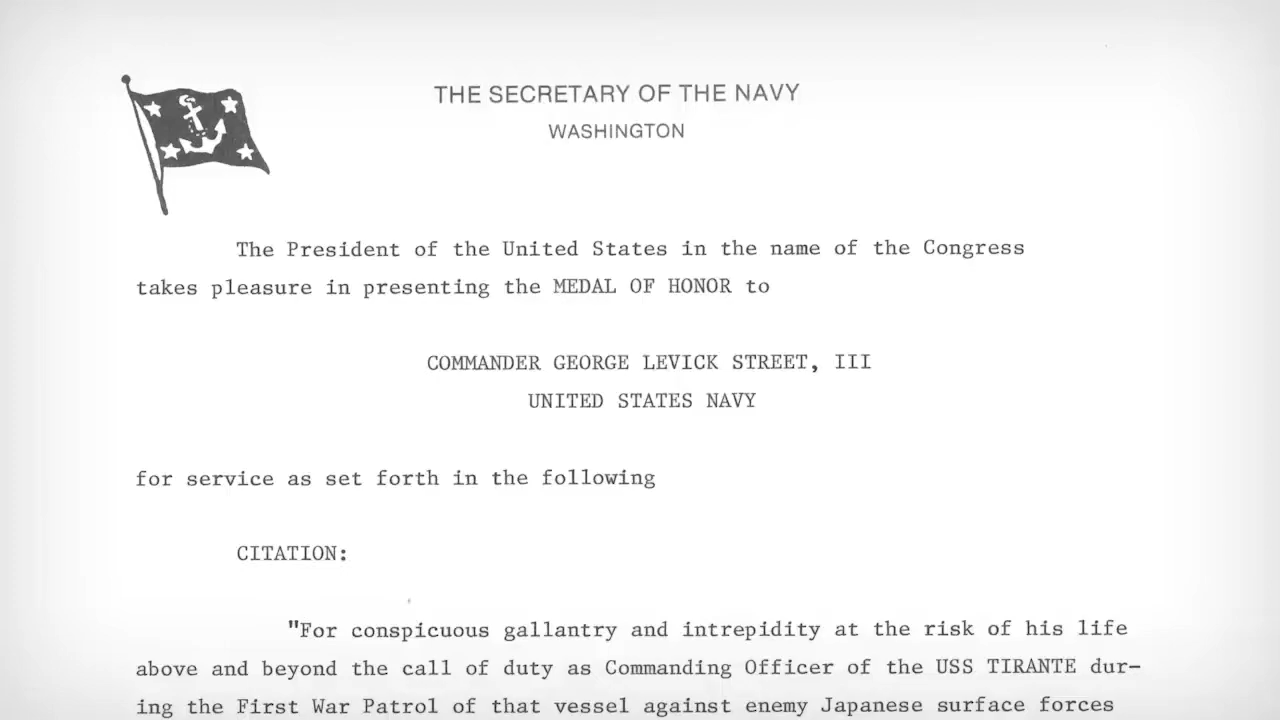 THE SECRETARY OF THE NAVY
WASHINGTON
The President of the United States in the name of the Congress
takes pleasure in presenting the MEDAL OF HONOR to
COMMANDER GEORGE LEVICK STREET, III
UNITED STATES NAVY
for service as set forth in the following
CITATION:
"For conspicuous gallantry and intrepidity at the risk of his life
above and beyond the call of duty as Commanding Officer of the USS TIRANTE dur-
ing the First War Patrol of that vessel against enemy Japanese surface forces